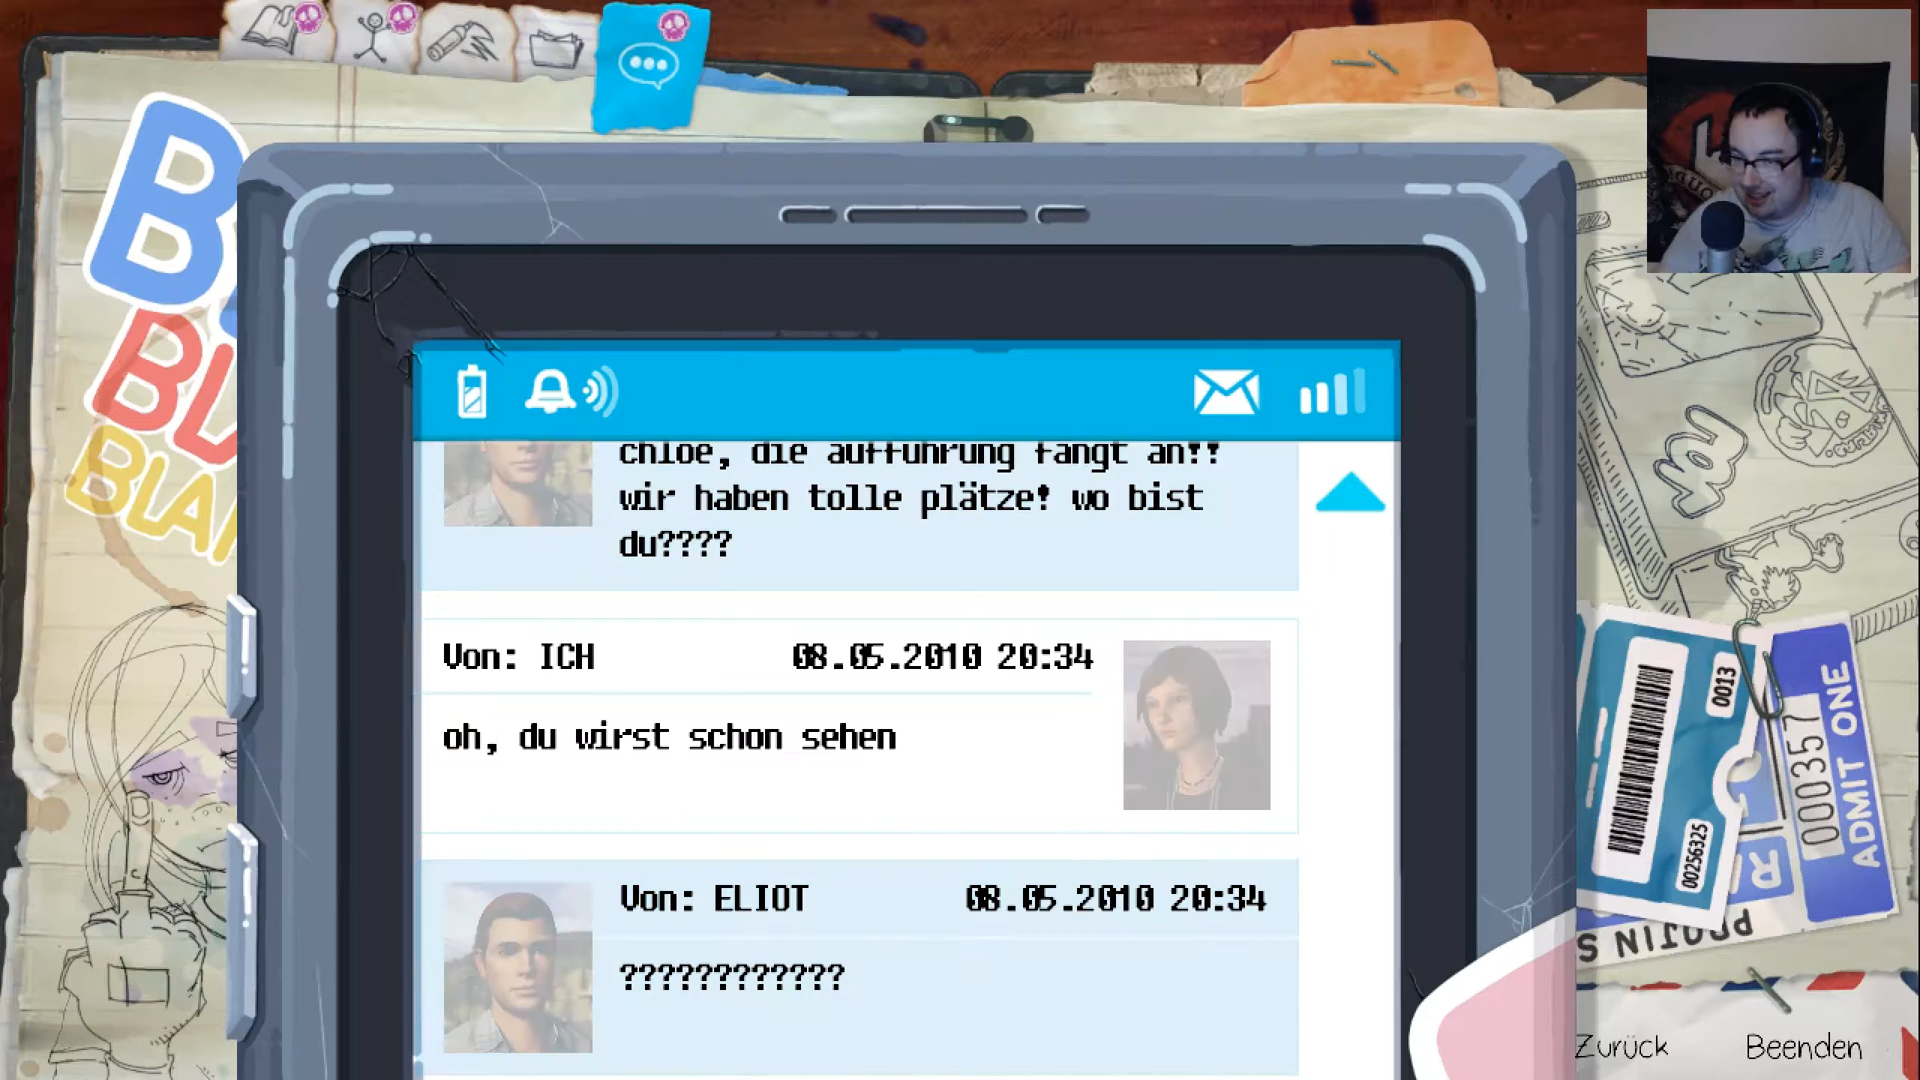 chloe, die aufführung fängt an!!
wir haben tolle plätze! wo bist
du????
Von: ICH 08.05.2010 20:34
oh, du wirst schon sehen
Von: ELIOT 08.05.2010 20:34
????????????
0013
00256325
000357
ADMIT ONE
Zurück
Beenden